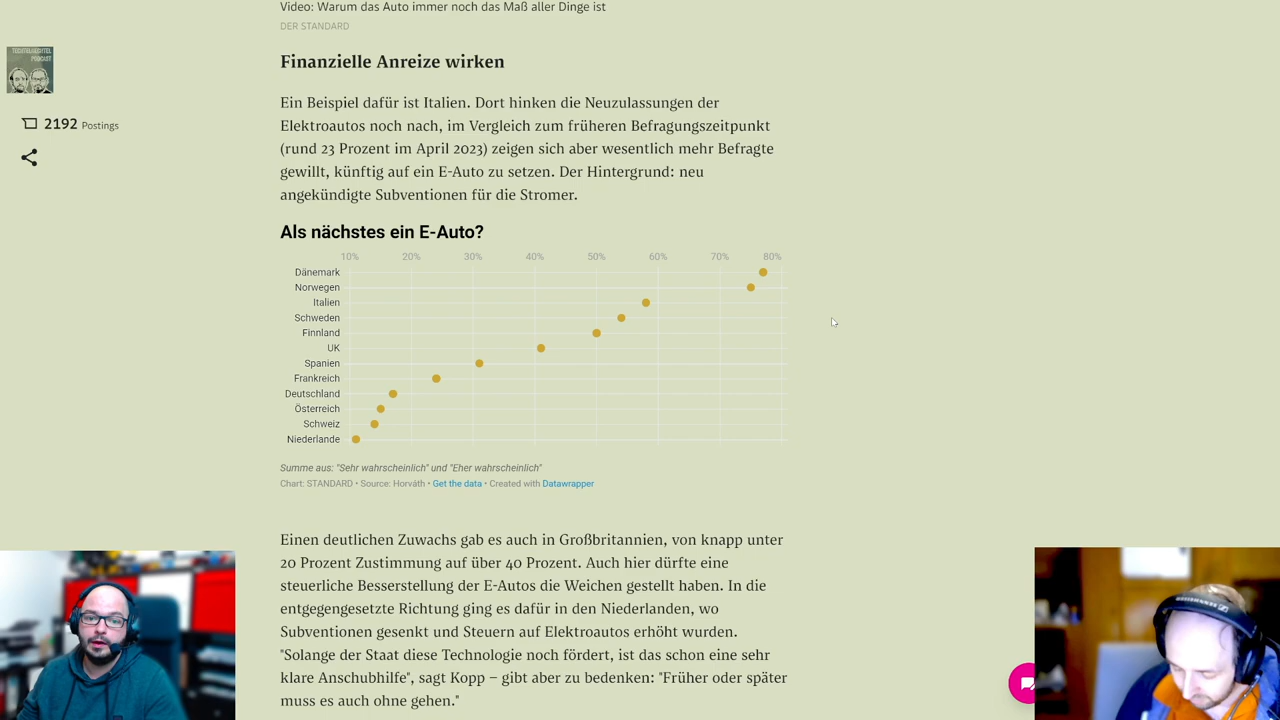 Video: Warum das Auto immer noch das Maß aller Dinge ist
DER STANDARD
TECHTELMECHTEL
PODCAST
2192 Postings
Finanzielle Anreize wirken
Ein Beispiel dafür ist Italien. Dort hinken die Neuzulassungen der
Elektroautos noch nach, im Vergleich zum früheren Befragungszeitpunkt
(rund 23 Prozent im April 2023) zeigen sich aber wesentlich mehr Befragte
gewillt, künftig auf ein E-Auto zu setzen. Der Hintergrund: neu
angekündigte Subventionen für die Stromer.
Als nächstes ein E-Auto?
10% 20% 30% 40% 50% 60% 70% 80%
Dänemark
Norwegen
Italien
Schweden
Finnland
UK
Spanien
Frankreich
Deutschland
Österreich
Schweiz
Niederlande
Summe aus: "Sehr wahrscheinlich" und "Eher wahrscheinlich"
Chart: STANDARD • Source: Horváth • Get the data • Created with Datawrapper
Einen deutlichen Zuwachs gab es auch in Großbritannien, von knapp unter
20 Prozent Zustimmung auf über 40 Prozent. Auch hier dürfte eine
steuerliche Besserstellung der E-Autos die Weichen gestellt haben. In die
entgegengesetzte Richtung ging es dafür in den Niederlanden, wo
Subventionen gesenkt und Steuern auf Elektroautos erhöht wurden.
"Solange der Staat diese Technologie noch fördert, ist das schon eine sehr
klare Anschubhilfe", sagt Kopp – gibt aber zu bedenken: "Früher oder später
muss es auch ohne gehen."